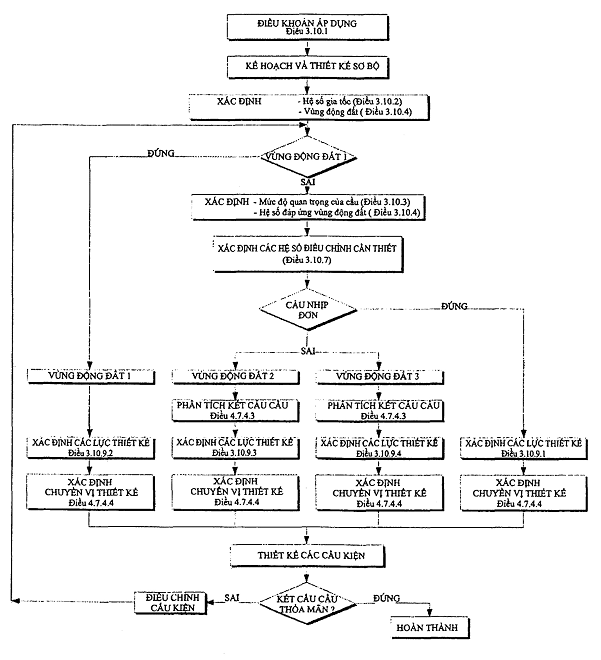 ĐIỀU KHOẢN ÁP DỤNG
Điều 3.10.1
KẾ HOẠCH VÀ THIẾT KẾ SƠ BỘ
XÁC ĐỊNH - Hệ số gia tốc (Điều 3.10.2)
- Vùng động đất ( Điều 3.10.4)
ĐÚNG
VỪNG ĐỘNG ĐẤT 1
SAI
XÁC ĐỊNH - Mức độ quan trọng của cầu (Điều 3.10.3)
- Hệ số đáp ứng vùng động đất ( Điều 3.10.4)
XÁC ĐỊNH CÁC HỆ SỐ ĐIỀU CHỈNH CẦN THIẾT
(Điều 3.10.7)
CẦU NHỊP
ĐƠN
ĐÚNG
SAI
VỪNG ĐỘNG ĐẤT 1
VỪNG ĐỘNG ĐẤT 2
VỪNG ĐỘNG ĐẤT 3
PHÂN TÍCH KẾT CẤU CẦU
Điều 4.7.4.3
PHÂN TÍCH KẾT CẤU CẦU
Điều 4.7.4.3
XÁC ĐỊNH CÁC LỰC THIẾT KẾ
Điều 3.10.9.2
XÁC ĐỊNH CÁC LỰC THIẾT KẾ
Điều 3.10.9.3
XÁC ĐỊNH CÁC LỰC THIẾT KẾ
Điều 3.10.9.4
XÁC ĐỊNH CÁC LỰC THIẾT KẾ
Điều 3.10.9.1
XÁC ĐỊNH
CHUYỂN VỊ THIẾT KẾ
Điều 4.7.4.4
XÁC ĐỊNH
CHUYỂN VỊ THIẾT KẾ
Điều 4.7.4.4
XÁC ĐỊNH
CHUYỂN VỊ THIẾT KẾ
Điều 4.7.4.4
XÁC ĐỊNH
CHUYỂN VỊ THIẾT KẾ
Điều 4.7.4.4
THIẾT KẾ CÁC CẤU KIỆN
ĐIỀU CHỈNH
CẤU KIỆN
SAI
KẾT CẤU CẦU
THỎA MÃN ?
ĐÚNG
HOÀN THÀNH